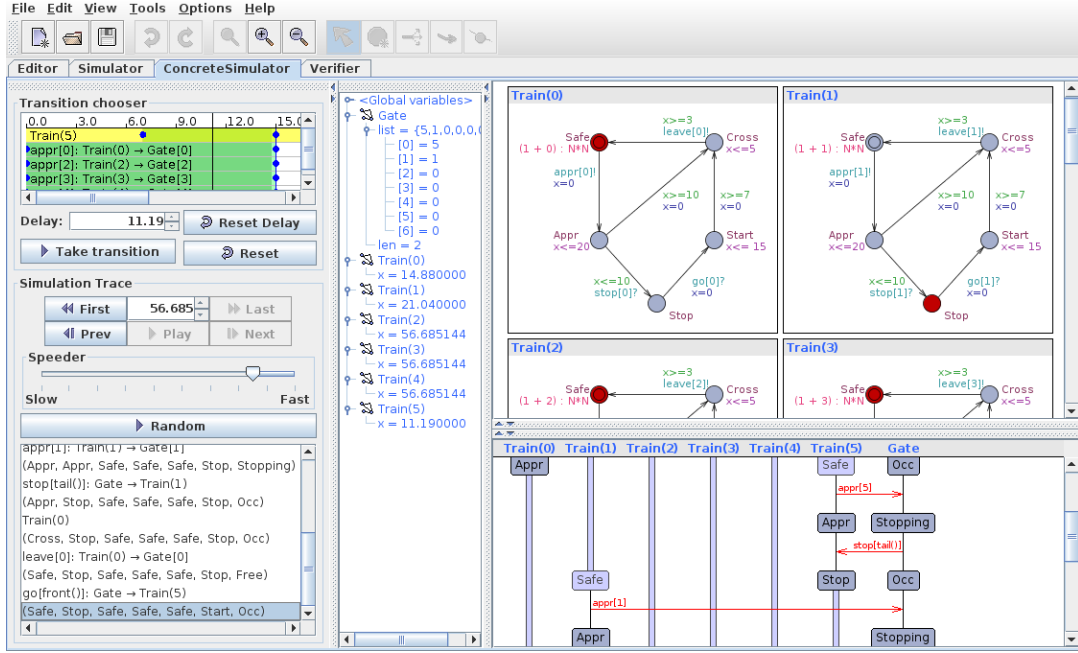 File Edit View Tools Options Help
Editor Simulator ConcreteSimulator Verifier
Transition chooser
0.0 3.0 6.0 9.0 12.0 15.0
Train(5)
appr[0]: Train(0) → Gate[0]
appr[2]: Train(2) → Gate[2]
appr[3]: Train(3) → Gate[3]
Delay: 11.19 Reset Delay
Take transition Reset
Simulation Trace
First 56.685 Last
Prev Play Next
Speeder
Slow Fast
Random
appr[1]: Train(1) → Gate[1]
(Appr, Appr, Safe, Safe, Safe, Stop, Stopping)
stop[tail()]: Gate → Train(1)
(Appr, Stop, Safe, Safe, Safe, Stop, Occ)
Train(0)
(Cross, Stop, Safe, Safe, Safe, Stop, Occ)
leave[0]: Train(0) → Gate[0]
(Safe, Stop, Safe, Safe, Safe, Stop, Free)
go[front()]: Gate → Train(5)
(Safe, Stop, Safe, Safe, Safe, Start, Occ)
<Global variables>
Gate
list = {5,1,0,0,0,0
[0] = 5
[1] = 1
[2] = 0
[3] = 0
[4] = 0
[5] = 0
[6] = 0
len = 2
Train(0)
x = 14.880000
Train(1)
x = 21.040000
Train(2)
x = 56.685144
Train(3)
x = 56.685144
Train(4)
x = 56.685144
Train(5)
x = 11.190000
Train(0)
x>=3
leave[0]!
Safe
(1 + 0) : N*N
Cross
x<=5
appr[0]!
x=0
x>=10
x=0
x>=7
x=0
Appr
x<=20
Start
x<= 15
x<=10
stop[0]?
go[0]?
x=0
Stop
Train(1)
x>=3
leave[1]!
Safe
(1 + 1) : N*N
Cross
x<=5
appr[1]!
x=0
x>=10
x=0
x>=7
x=0
Appr
x<=20
Start
x<= 15
x<=10
stop[1]?
go[1]?
x=0
Stop
Train(2)
x>=3
leave[2]!
Safe
(1 + 2) : N*N
Cross
x<=5
Train(3)
x>=3
leave[3]!
Safe
(1 + 3) : N*N
Cross
x<=5
Train(0) Train(1) Train(2) Train(3) Train(4) Train(5) Gate
Appr Safe Occ
appr[5]
Appr Stopping
stop[tail()]
Safe Stop Occ
appr[1]
Appr Stopping